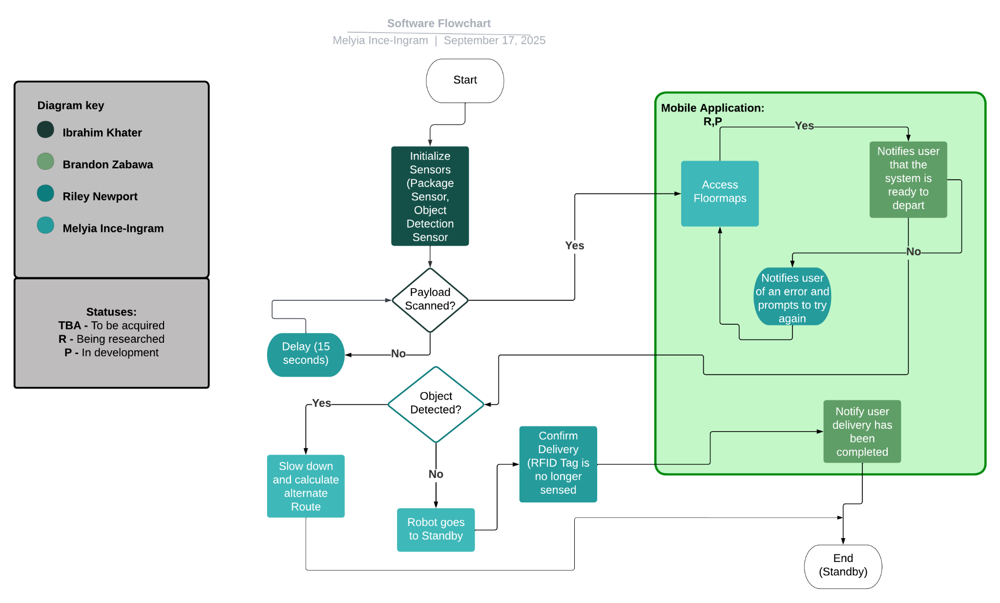 Software Flowchart
Melyia Ince-Ingram | September 17, 2025
Start
Diagram key
Ibrahim Khater
Brandon Zabawa
Riley Newport
Melyia Ince-Ingram
Statuses:
TBA - To be acquired
R - Being researched
P - In development
Initialize
Sensors
(Package
Sensor,
Object
Detection
Sensor
Payload
Scanned?
Yes
No
Delay (15
seconds)
Mobile Application:
R,P
Access
Floormaps
Yes
Notifies user
that the
system is
ready to
depart
No
Notifies user
of an error and
prompts to try
again
Object
Detected?
Yes
No
Slow down
and calculate
alternate
Route
Robot goes
to Standby
Confirm
Delivery
(RFID Tag is
no longer
sensed
Notify user
delivery has
been
completed
End
(Standby)